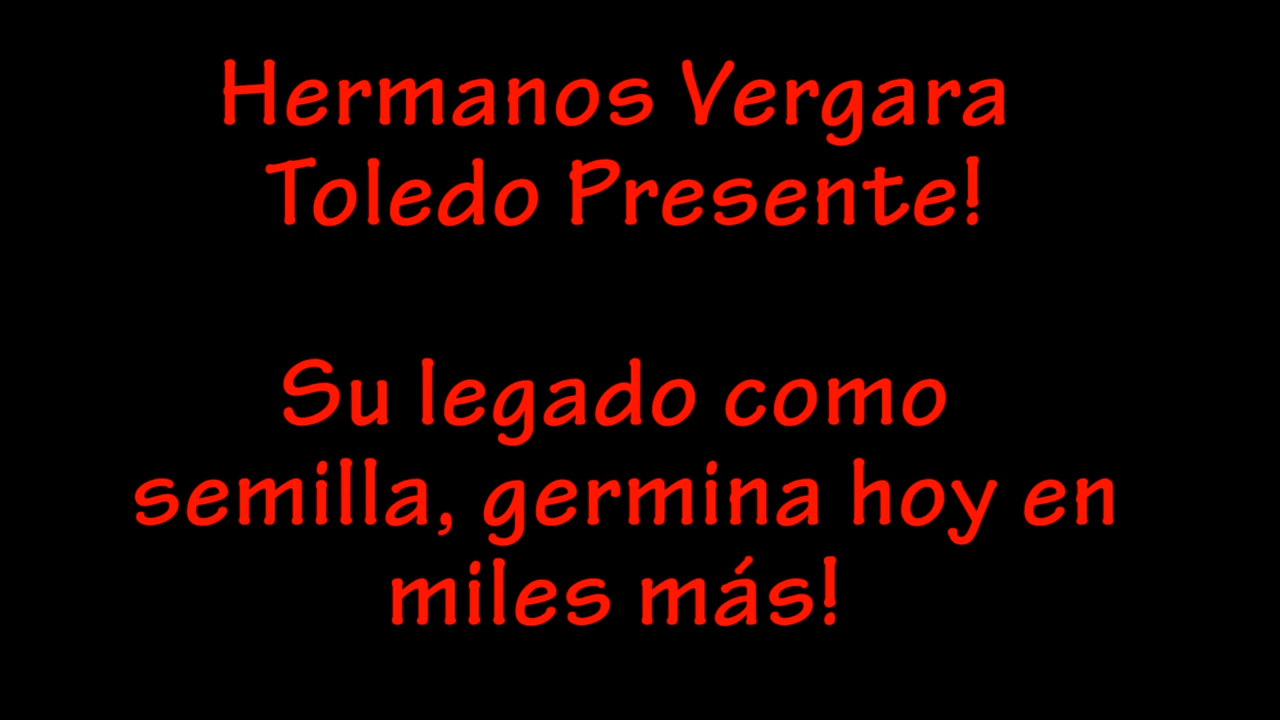 Hermanos Vergara
Toledo Presente!
Su legado como
semilla, germina hoy en
miles más!